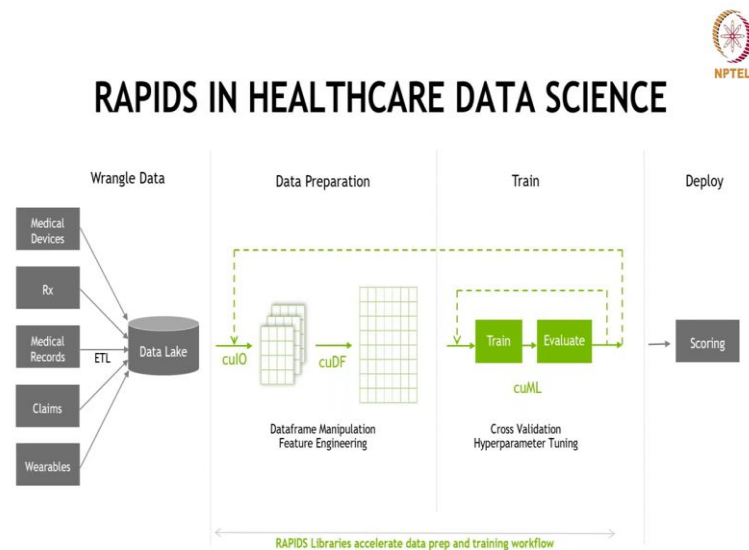 NPTEL
RAPIDS IN HEALTHCARE DATA SCIENCE
Wrangle Data
Data Preparation
Train
Deploy
Medical
Devices
Rx
Medical
Records
Claims
Wearables
ETL
Data Lake
cuIO
cuDF
Dataframe Manipulation
Feature Engineering
Train
Evaluate
cuML
Cross Validation
Hyperparameter Tuning
Scoring
RAPIDS Libraries accelerate data prep and training workflow